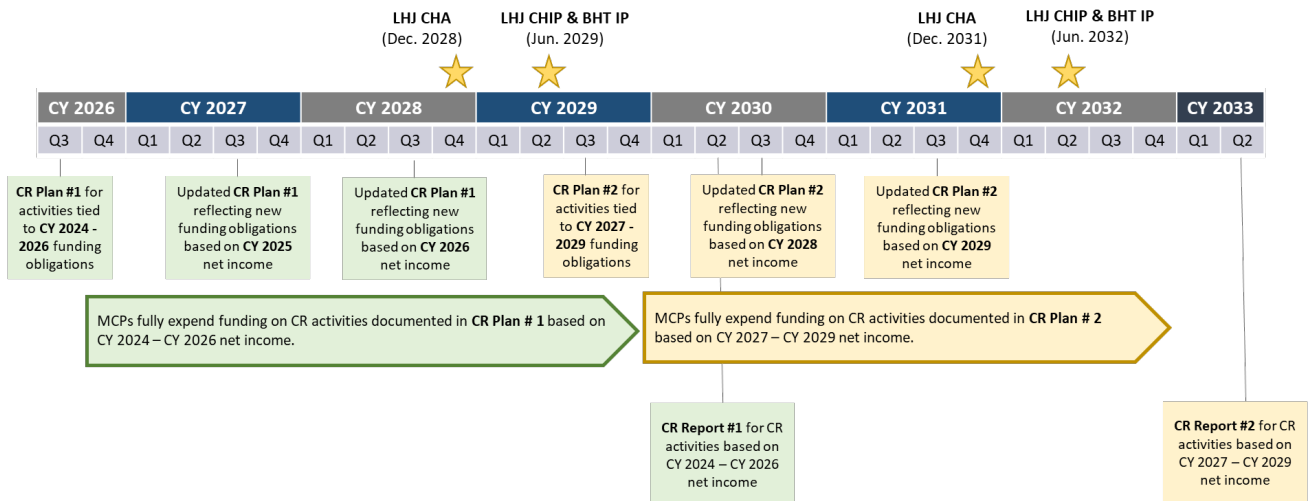 LHJ CHA
(Dec. 2028)
LHJ CHIP & BHT IP
(Jun. 2029)
LHJ CHA
(Dec. 2031)
LHJ CHIP & BHT IP
(Jun. 2032)
CY 2026 CY 2027 CY 2028 CY 2029 CY 2030 CY 2031 CY 2032 CY 2033
Q3 Q4 Q1 Q2 Q3 Q4 Q1 Q2 Q3 Q4 Q1 Q2 Q3 Q4 Q1 Q2 Q3 Q4 Q1 Q2 Q3 Q4 Q1 Q2 Q3 Q4 Q1 Q2
CR Plan #1 for
activities tied
to CY 2024 -
2026 funding
obligations
Updated CR Plan #1
reflecting new
funding obligations
based on CY 2025
net income
Updated CR Plan #1
reflecting new
funding obligations
based on CY 2026
net income
CR Plan #2 for
activities tied
to CY 2027 -
2029 funding
obligations
Updated CR Plan #2
reflecting new
funding obligations
based on CY 2028
net income
Updated CR Plan #2
reflecting new
funding obligations
based on CY 2029
net income
MCPs fully expend funding on CR activities documented in CR Plan # 1 based on
CY 2024 – CY 2026 net income.
MCPs fully expend funding on CR activities documented in CR Plan # 2
based on CY 2027 – CY 2029 net income.
CR Report #1 for CR
activities based on
CY 2024 – CY 2026
net income
CR Report #2 for CR
activities based on
CY 2027 – CY 2029
net income